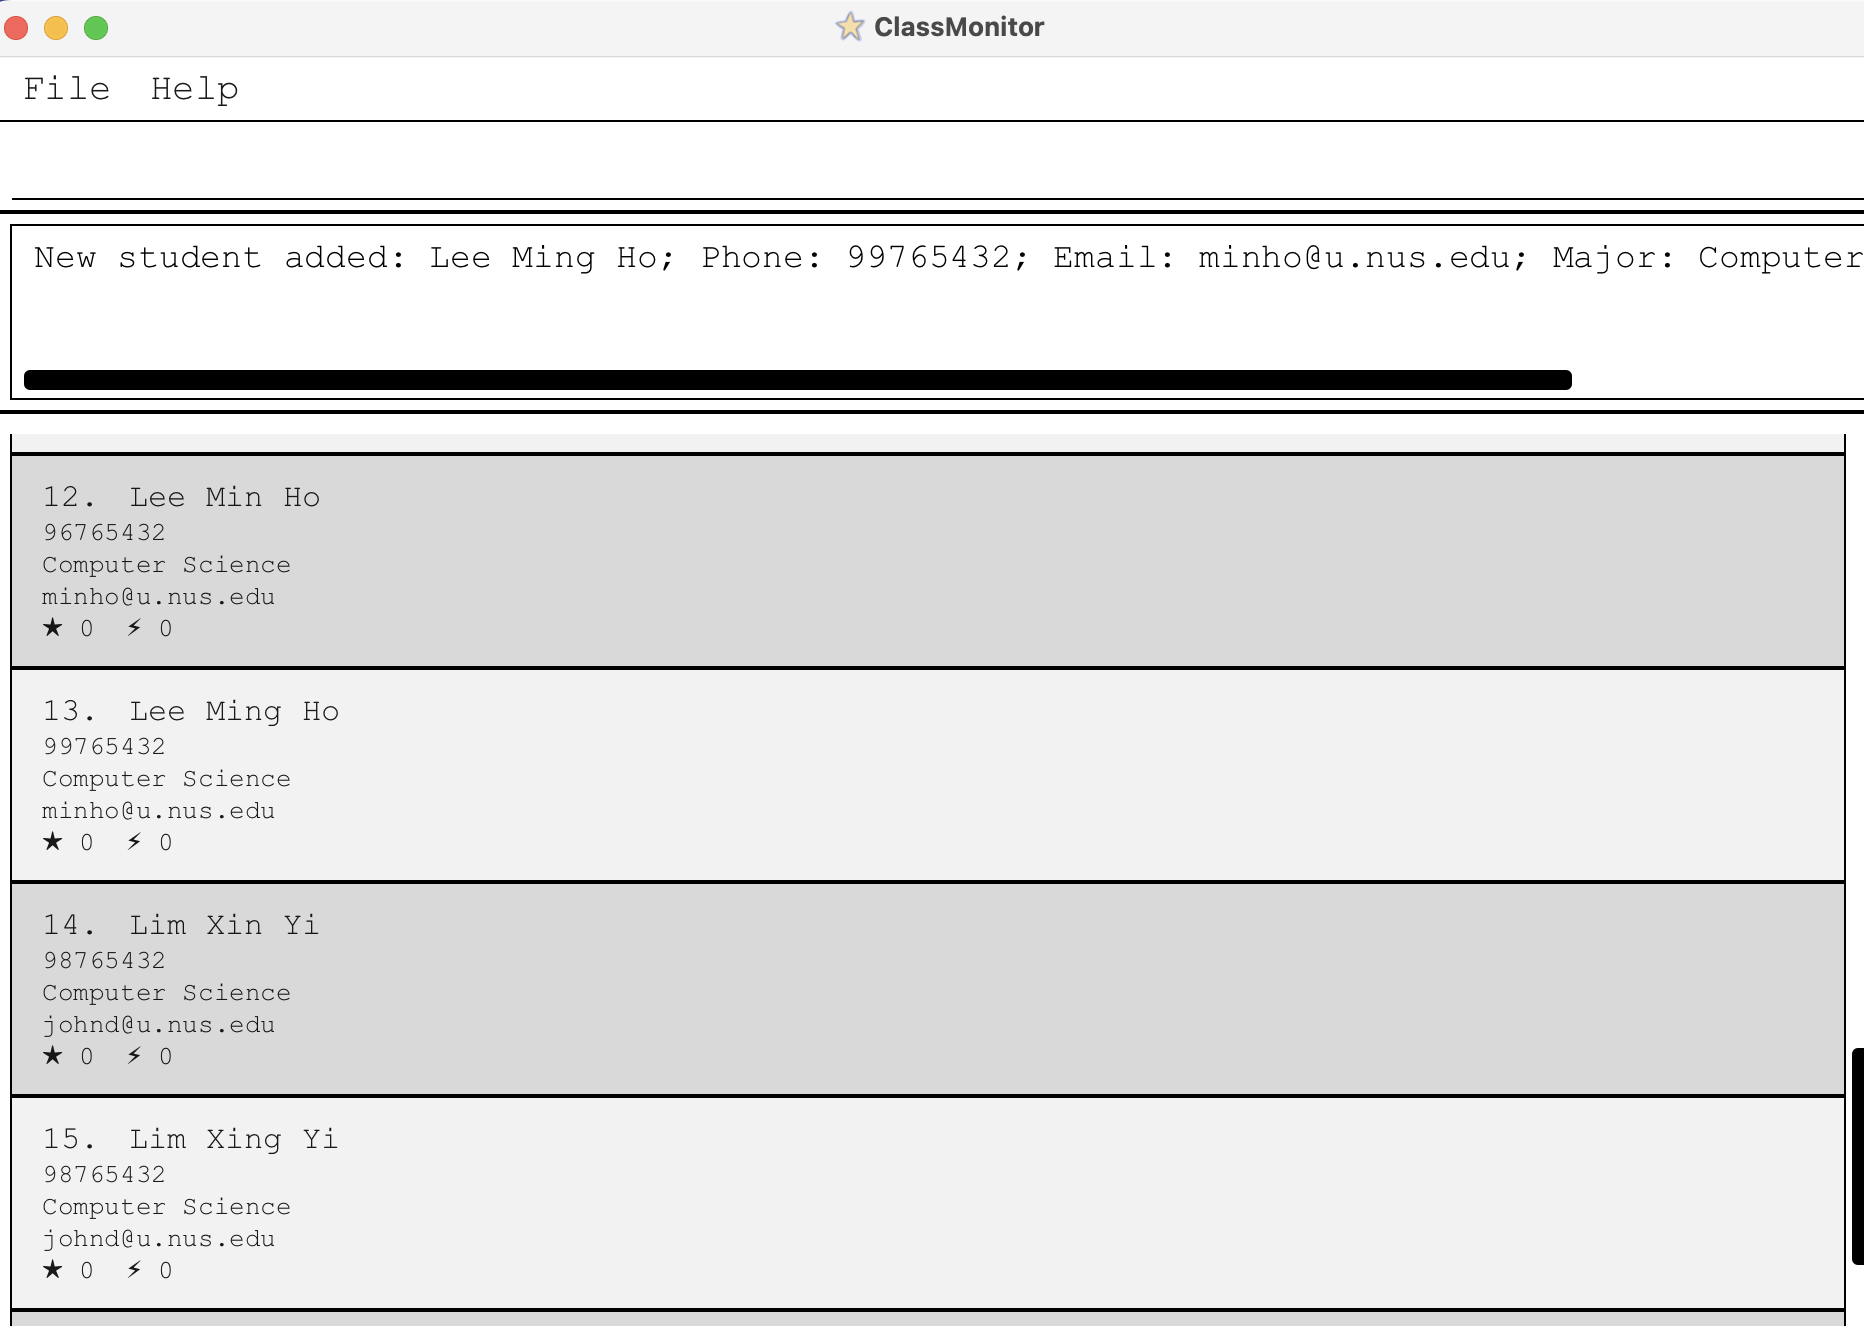 ClassMonitor
File Help
New student added: Lee Ming Ho; Phone: 99765432; Email: minho@u.nus.edu; Major: Computer
12. Lee Min Ho
96765432
Computer Science
minho@u.nus.edu
★ 0 ⚡ 0
13. Lee Ming Ho
99765432
Computer Science
minho@u.nus.edu
★ 0 ⚡ 0
14. Lim Xin Yi
98765432
Computer Science
johnd@u.nus.edu
★ 0 ⚡ 0
15. Lim Xing Yi
98765432
Computer Science
johnd@u.nus.edu
★ 0 ⚡ 0